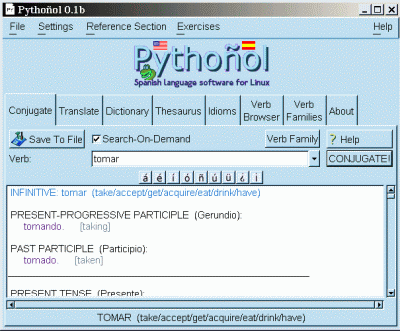 Pythoñol 0.1b
File Settings Reference Section Exercises Help
Pythoñol
Spanish language software for Linux
Conjugate Translate Dictionary Thesaurus Idioms Verb Browser Verb Families About
Save To File Search-On-Demand Verb Family ? Help
Verb: tomar CONJUGATE!
á é í ó ñ ú ü ¿ ¡
INFINITIVE: tomar (take/accept/get/acquire/eat/drink/have)
PRESENT-PROGRESSIVE PARTICIPLE (Gerundio):
tomando. [taking]
PAST PARTICIPLE (Participio):
tomado. [taken]
PRESENT TENSE (Presente):
TOMAR (take/accept/get/acquire/eat/drink/have)